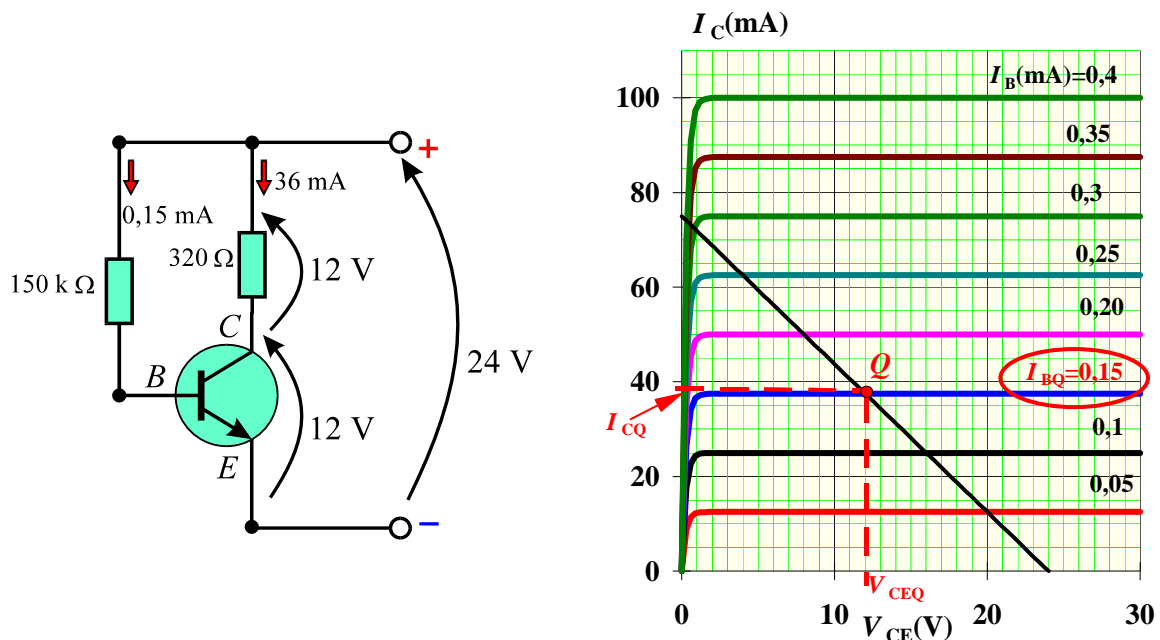 +
36 mA
0,15 mA
320 Ω
12 V
150 k Ω
C
B
24 V
12 V
E
−
I C(mA)
I B(mA)=0,4
100
0,35
80
0,3
0,25
60
0,20
40
Q
I BQ=0,15
I CQ
0,1
20
0,05
0
V CEQ
0 10 20 30
V CE(V)